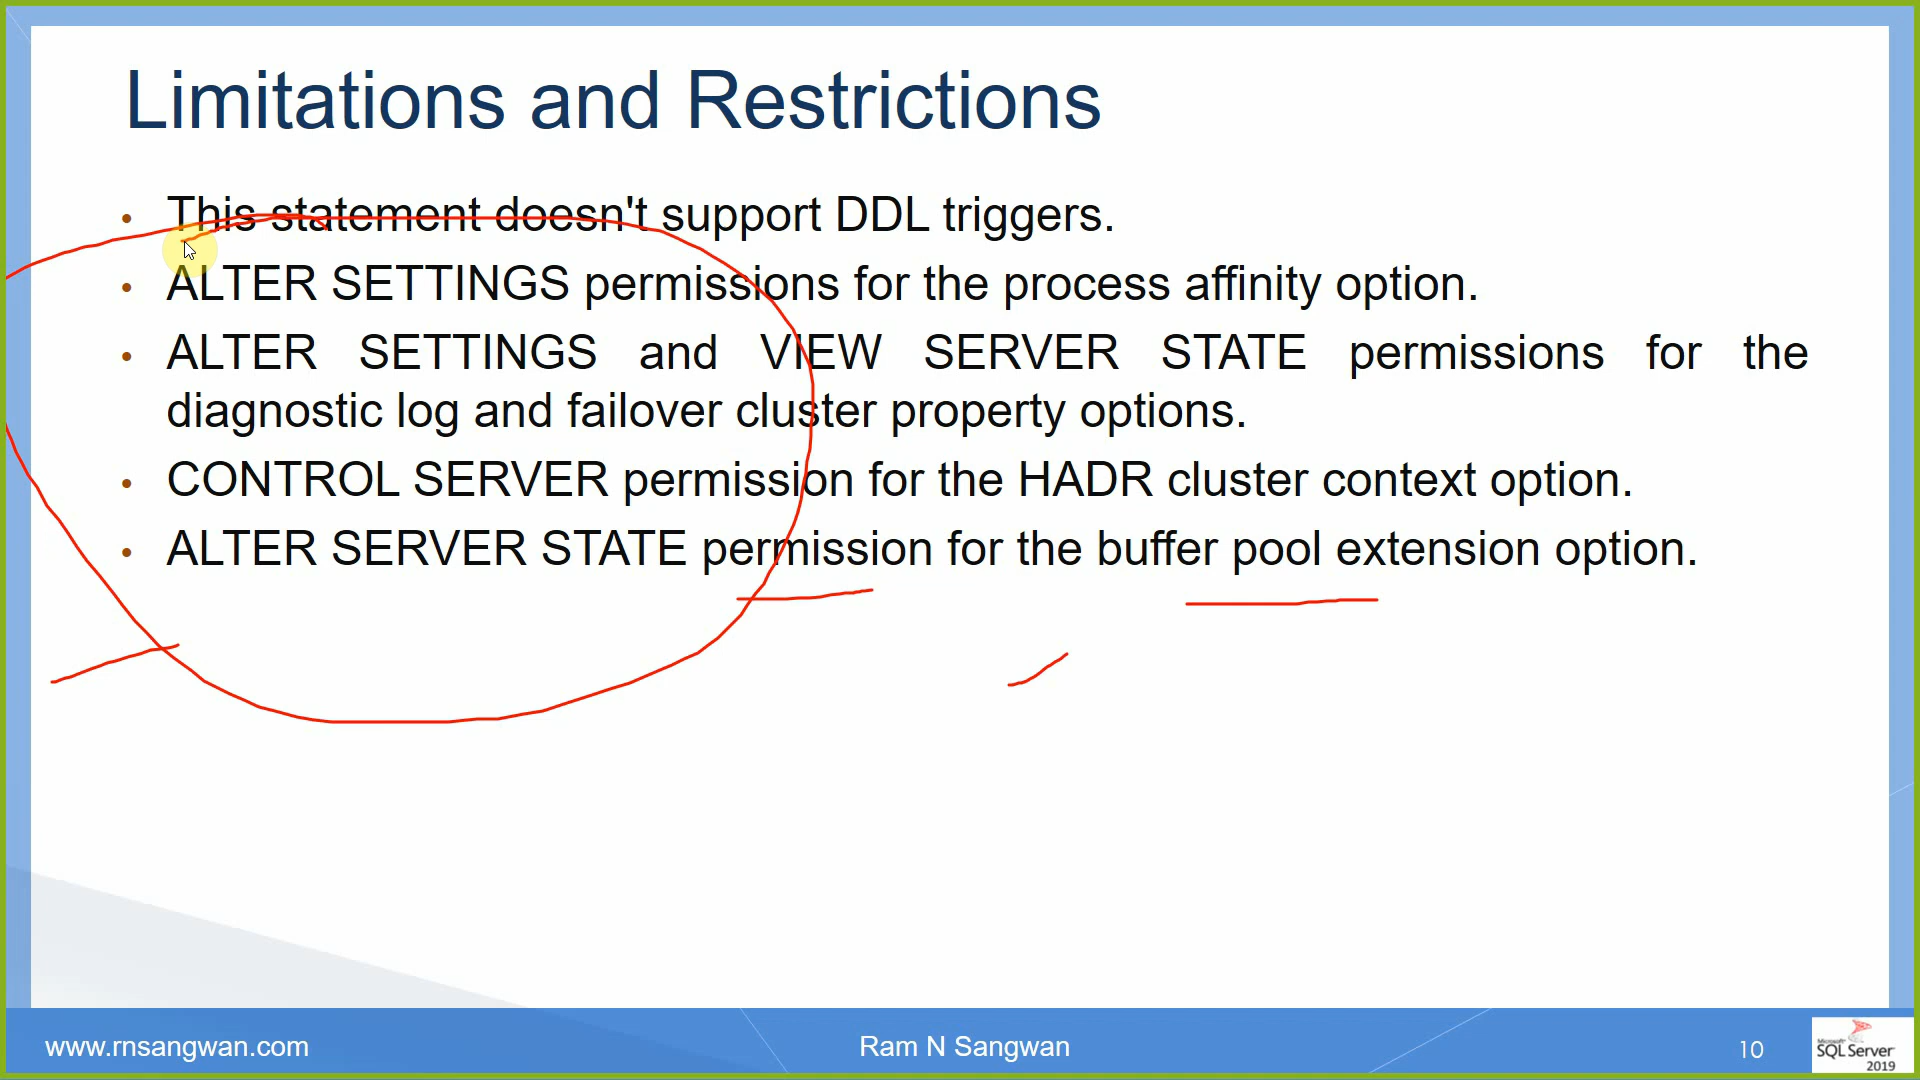 Limitations and Restrictions
• This statement doesn't support DDL triggers.
• ALTER SETTINGS permissions for the process affinity option.
• ALTER SETTINGS and VIEW SERVER STATE permissions for the
diagnostic log and failover cluster property options.
• CONTROL SERVER permission for the HADR cluster context option.
• ALTER SERVER STATE permission for the buffer pool extension option.
www.rnsangwan.com
Ram N Sangwan
10
Microsoft
SQL Server
2019